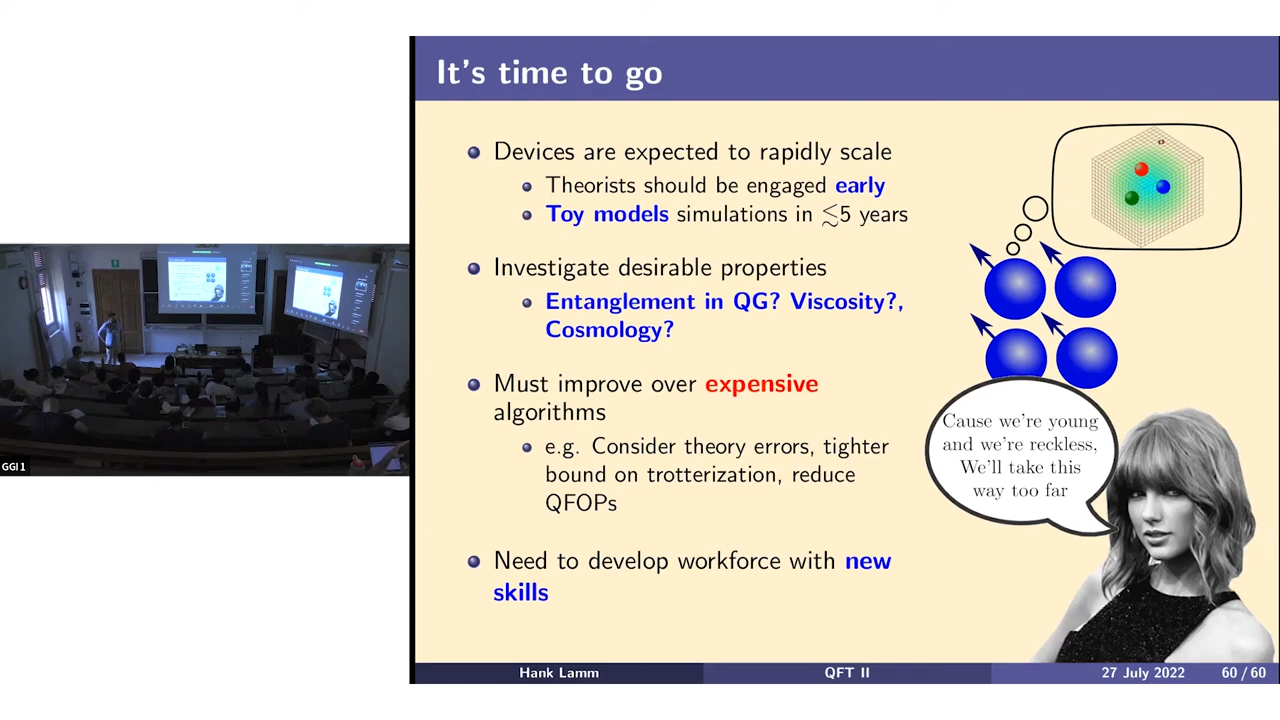 It's time to go
Devices are expected to rapidly scale
Theorists should be engaged early
Toy models simulations in ≲5 years
Investigate desirable properties
Entanglement in QG? Viscosity?,
Cosmology?
Must improve over expensive
algorithms
e.g. Consider theory errors, tighter
bound on trotterization, reduce
QFOPs
Need to develop workforce with new
skills
Cause we're young
and we're reckless,
We'll take this
way too far
Hank Lamm
QFT II
27 July 2022
60 / 60
GGI 1